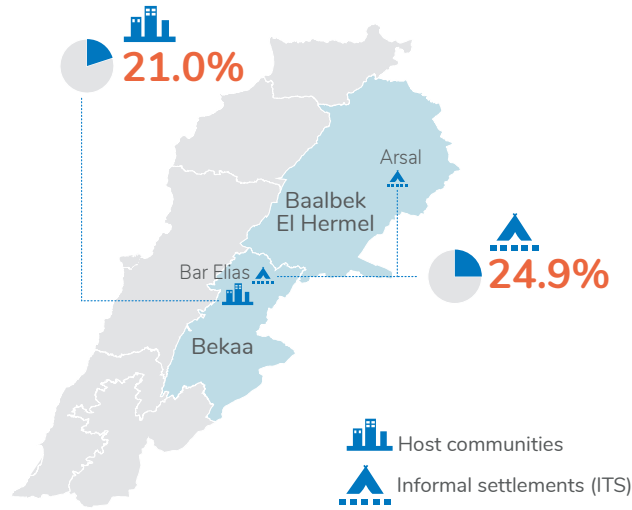 21.0%
Arsal
Baalbek
El Hermel
Bar Elias
24.9%
Bekaa
Host communities
Informal settlements (ITS)